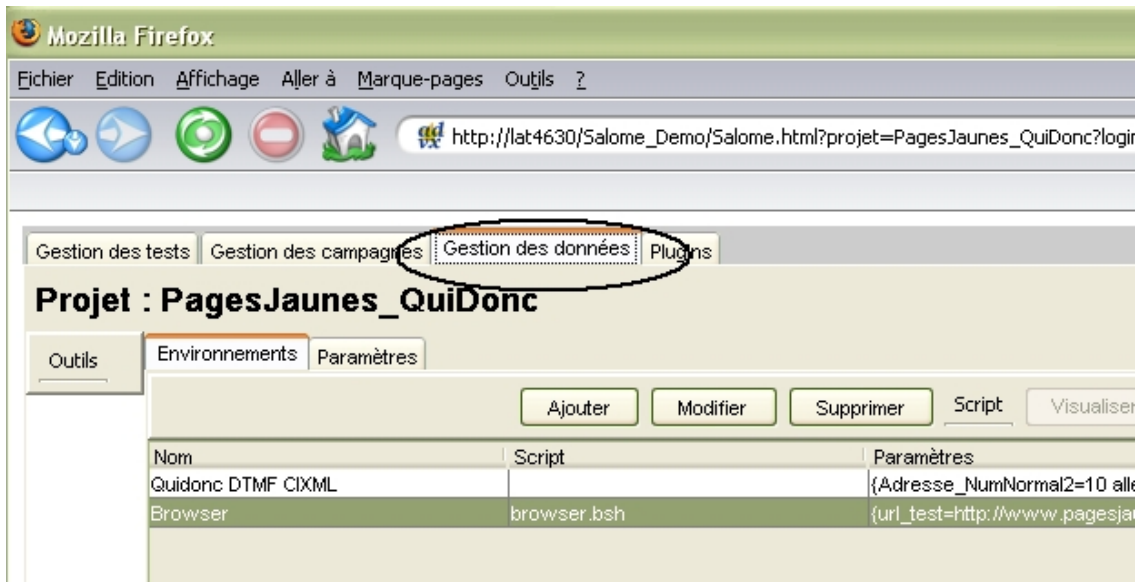 Mozilla Firefox
Fichier Edition Affichage Aller à Marque-pages Outils ?
http://lat4630/Salome_Demo/Salome.html?projet=PagesJaunes_QuiDonc?login
Gestion des tests Gestion des campagnes Gestion des données Plugins
Projet : PagesJaunes_QuiDonc
Outils Environnements Paramètres
Ajouter Modifier Supprimer Script Visualiser
Nom Script Paramètres
Quidonc DTMF CIXML {Adresse_NumNormal2=10 alle
Browser browser.bsh {url_test=http://www.pagesjau